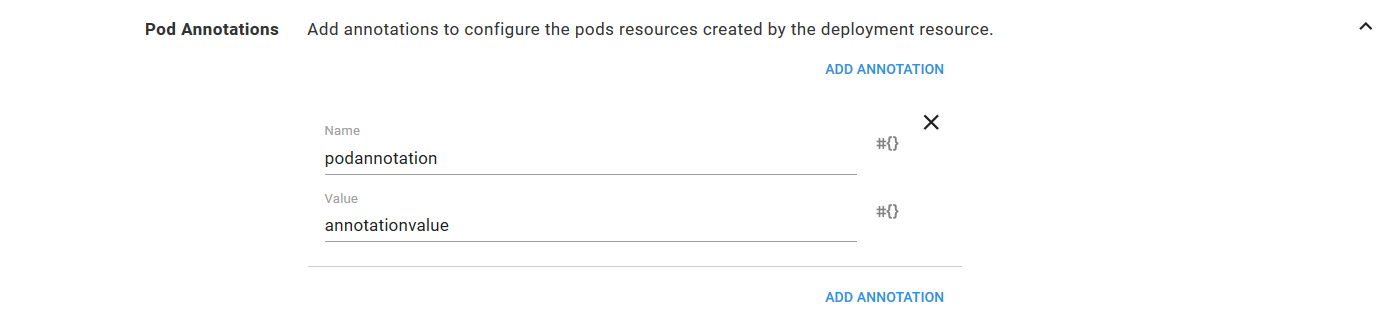 Pod Annotations Add annotations to configure the pods resources created by the deployment resource.
ADD ANNOTATION
Name
podannotation
#{}
Value
annotationvalue
#{}
ADD ANNOTATION